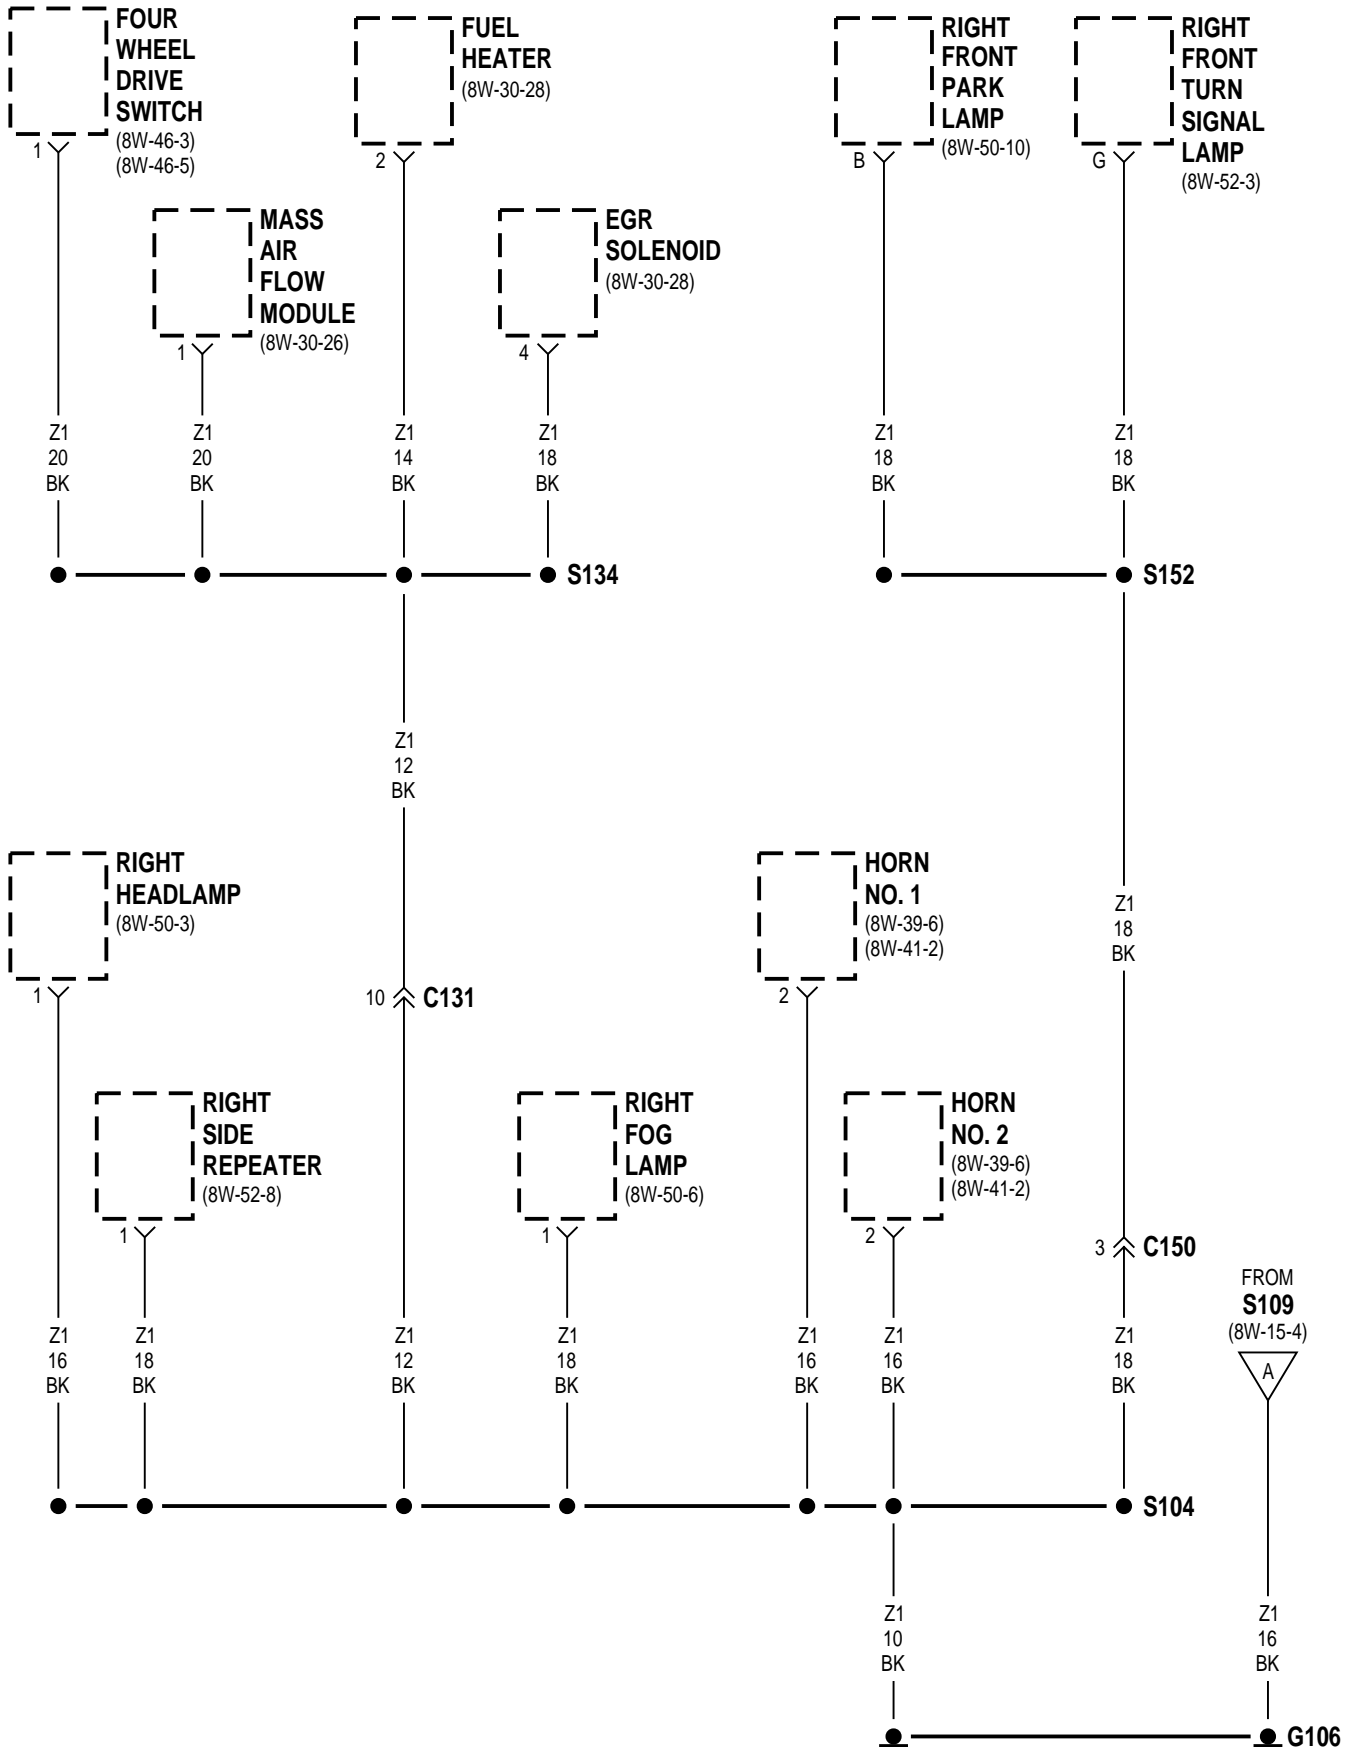 FOUR
WHEEL
DRIVE
SWITCH
(8W-46-3)
(8W-46-5)
1
FUEL
HEATER
(8W-30-28)
2
RIGHT
FRONT
PARK
LAMP
(8W-50-10)
B
RIGHT
FRONT
TURN
SIGNAL
LAMP
(8W-52-3)
G
MASS
AIR
FLOW
MODULE
(8W-30-26)
1
EGR
SOLENOID
(8W-30-28)
4
Z1
20
BK
Z1
20
BK
Z1
14
BK
Z1
18
BK
Z1
18
BK
Z1
18
BK
S134
S152
Z1
12
BK
RIGHT
HEADLAMP
(8W-50-3)
1
HORN
NO. 1
(8W-39-6)
(8W-41-2)
2
Z1
18
BK
10
C131
RIGHT
SIDE
REPEATER
(8W-52-8)
1
RIGHT
FOG
LAMP
(8W-50-6)
1
HORN
NO. 2
(8W-39-6)
(8W-41-2)
2
3
C150
FROM
S109
(8W-15-4)
A
Z1
16
BK
Z1
18
BK
Z1
12
BK
Z1
18
BK
Z1
16
BK
Z1
16
BK
Z1
18
BK
S104
Z1
10
BK
Z1
16
BK
G106